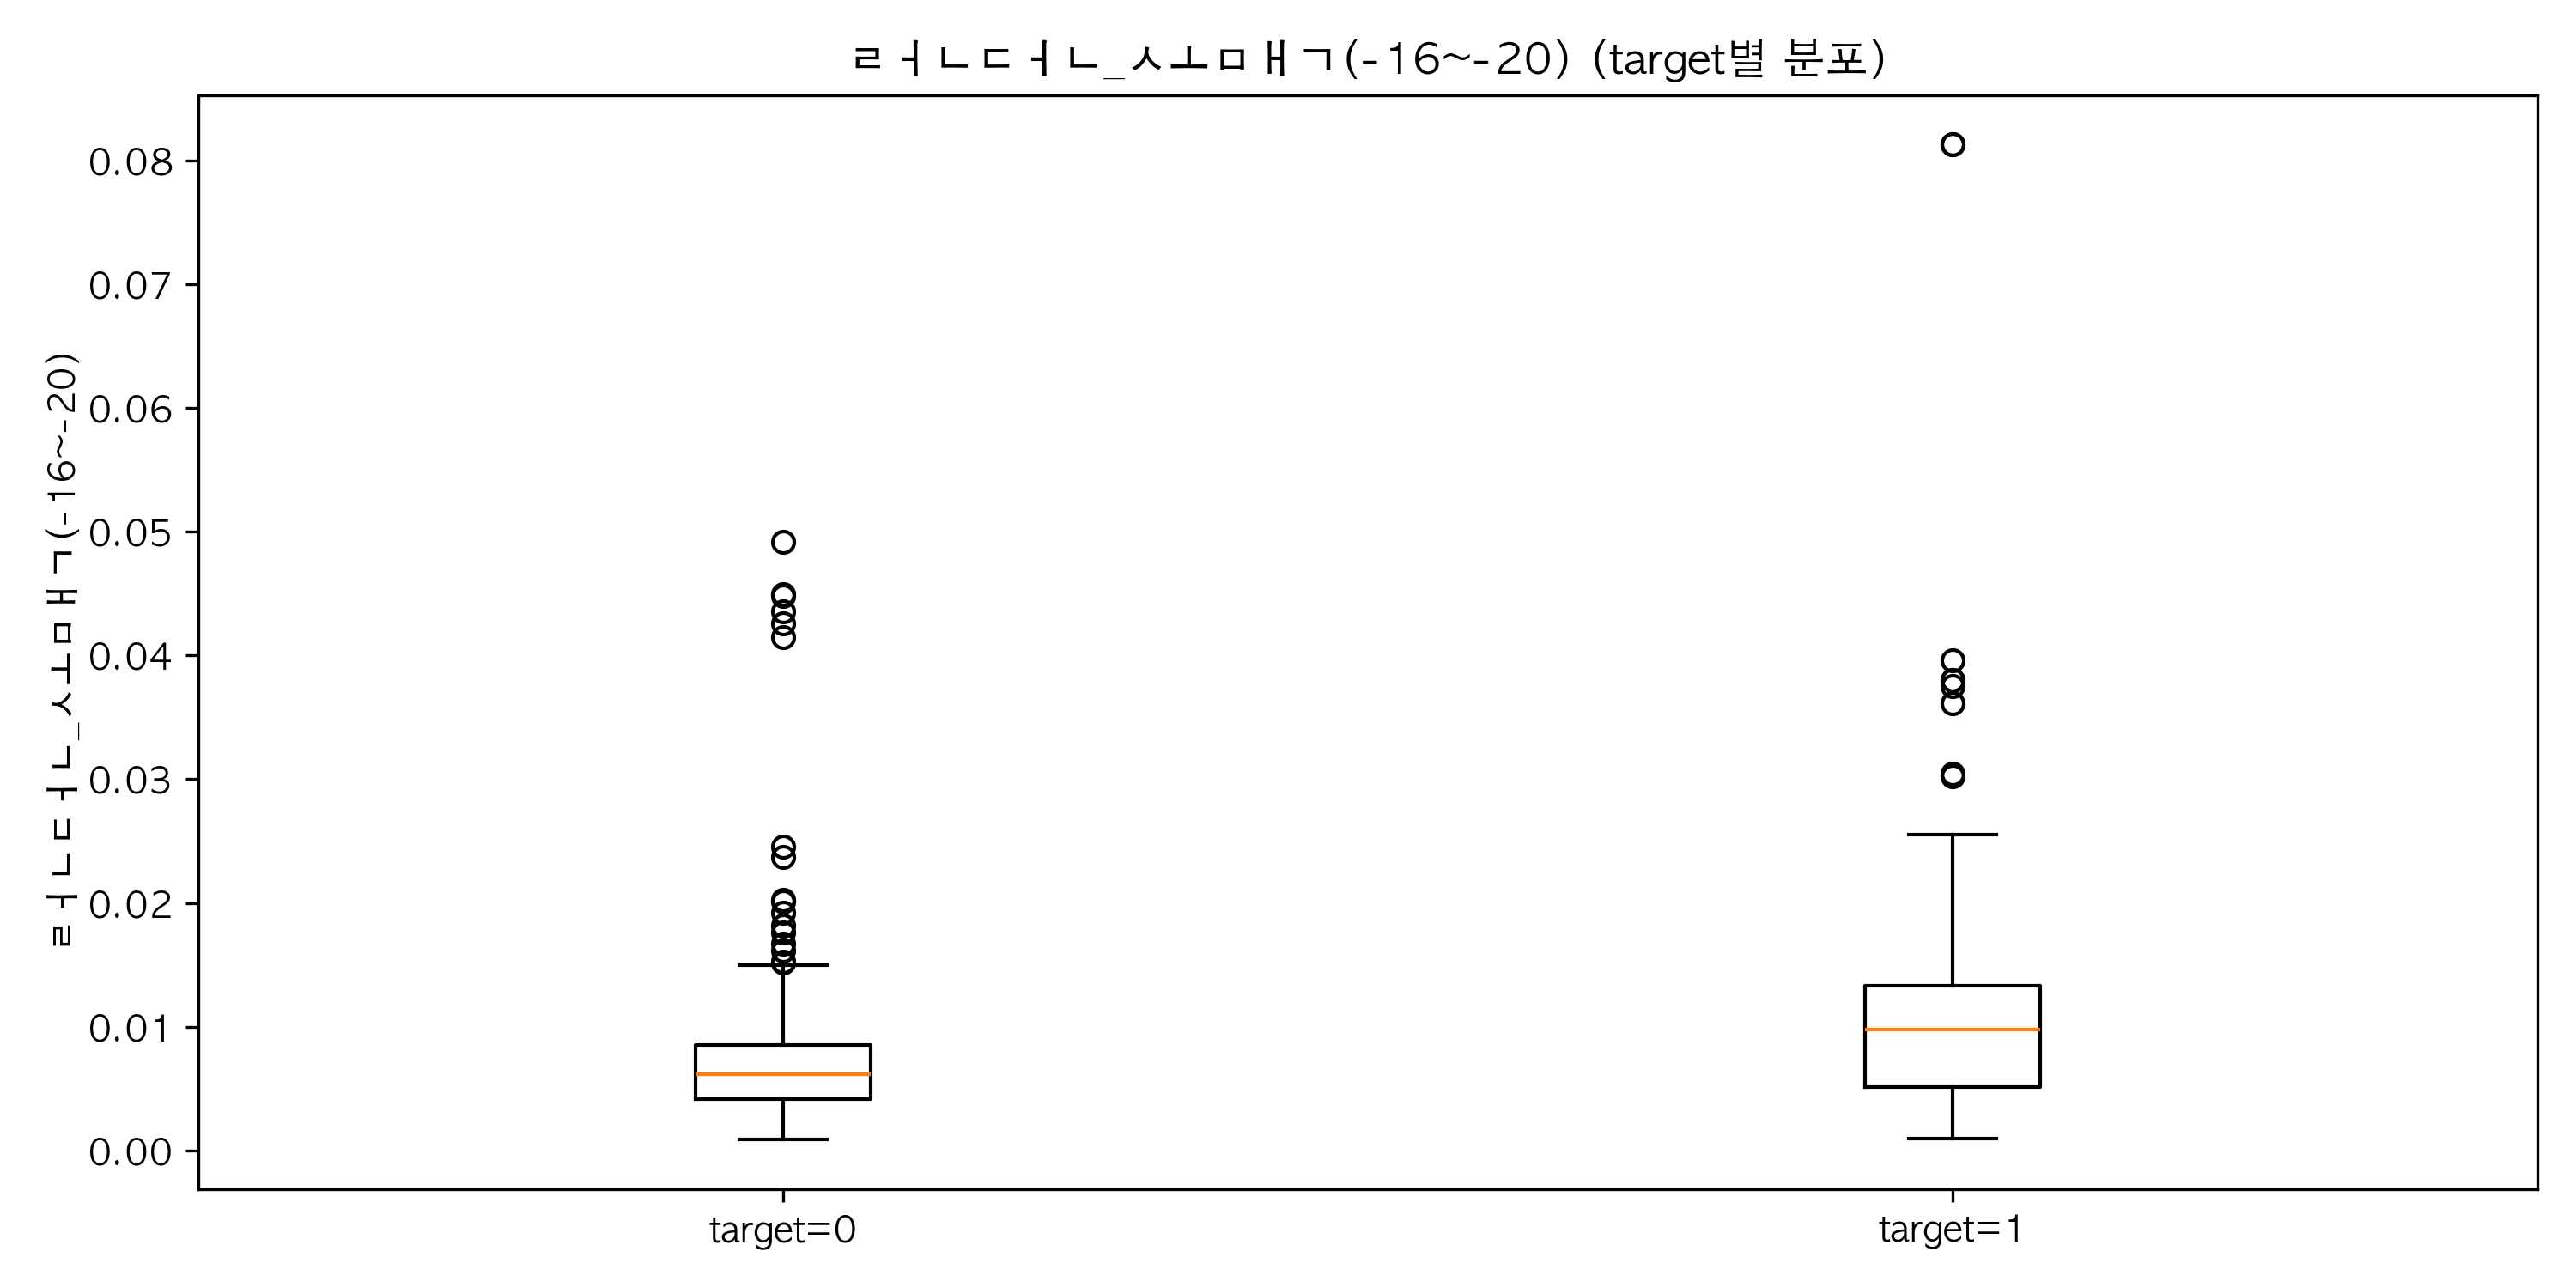 ㄹㅓㄴㄷㅓㄴ_ㅅㅗㅁㅐㄱ(-16~-20) (target별 분포)
ㄹㅓㄴㄷㅓㄴ_ㅅㅗㅁㅐㄱ(-16~-20)
0.08
0.07
0.06
0.05
0.04
0.03
0.02
0.01
0.00
target=0
target=1